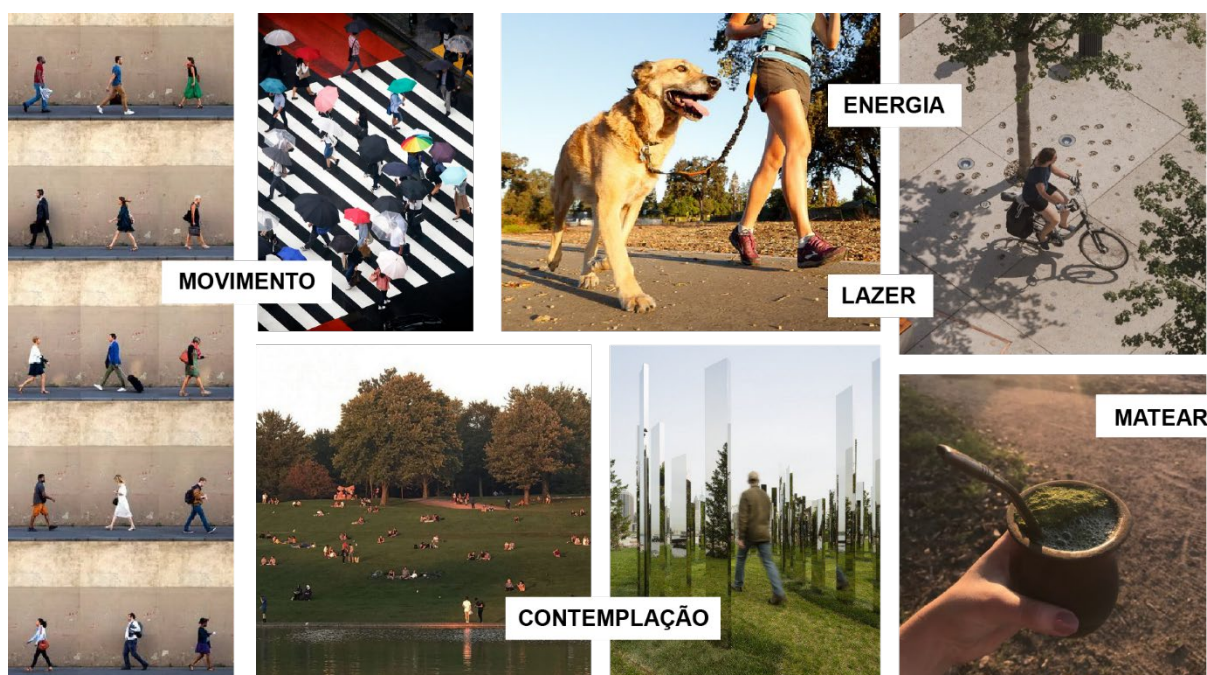 ENERGIA
MOVIMENTO
LAZER
MATEAR
CONTEMPLAÇÃO